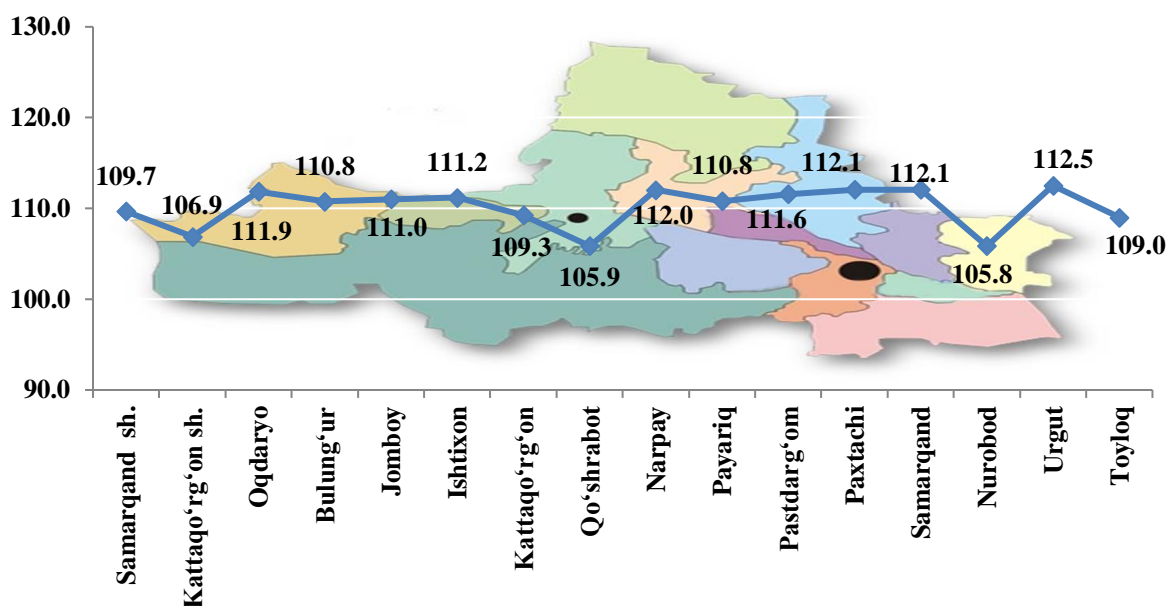 130.0
120.0
110.0
100.0
90.0
109.7
106.9
111.9
110.8
111.0
111.2
109.3
105.9
112.0
110.8
111.6
112.1
112.1
105.8
112.5
109.0
Samarqand sh.
Kattaqo‘rg‘on sh.
Oqdaryo
Bulung‘ur
Jomboy
Ishtixon
Kattaqo‘rg‘on
Qo‘shrabot
Narpay
Payariq
Pastdarg‘om
Paxtachi
Samarqand
Nurobod
Urgut
Toyloq